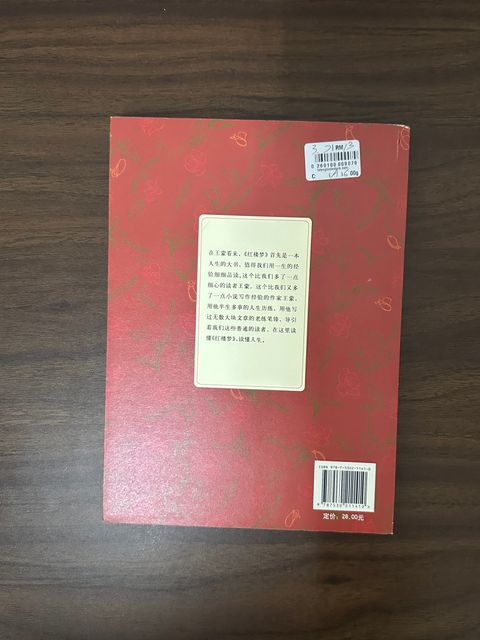 在王蒙看来，《红楼梦》首先是一本
人生的大书，值得我们用一生的经
验细细品读。这个比我们多了一点
细心的读者王蒙，这个比我们又多
了一点小说写作经验的作家王蒙，
用他半生多事的人生历练，用他写
过无数大块文章的老练笔锋，导引
着我们这些普通的读者，在这里读
懂《红楼梦》，读懂人生。
定价：28.00元